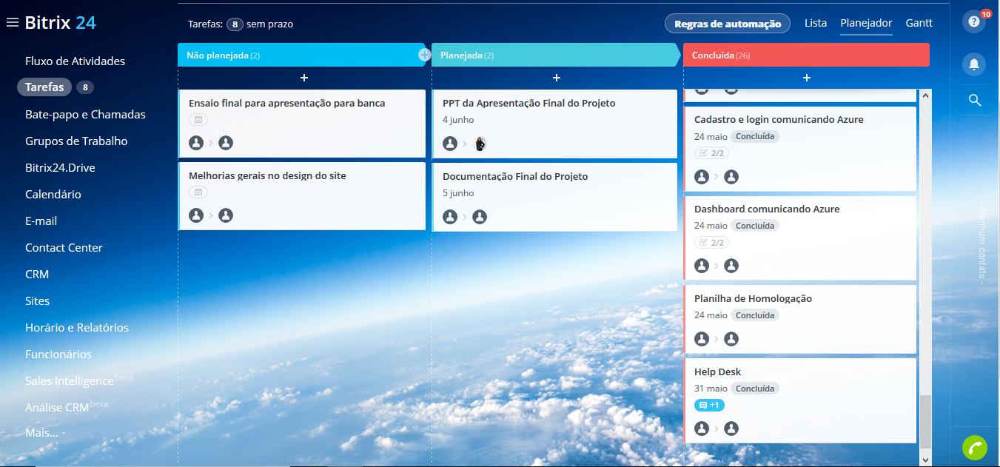 Bitrix 24
Fluxo de Atividades
Tarefas 8
Bate-papo e Chamadas
Grupos de Trabalho
Bitrix24.Drive
Calendário
E-mail
Contact Center
CRM
Sites
Horário e Relatórios
Funcionários
Sales Intelligence beta
Análise CRM beta
Mais...
Tarefas: 8 sem prazo
Regras de automação
Lista
Planejador
Gantt
Não planejada (2)
+
Ensaio final para apresentação para banca
Melhorias gerais no design do site
Planejada (2)
+
PPT da Apresentação Final do Projeto
4 junho
Documentação Final do Projeto
5 junho
Concluída (26)
+
Cadastro e login comunicando Azure
24 maio Concluída
2/2
Dashboard comunicando Azure
24 maio Concluída
2/2
Planilha de Homologação
24 maio Concluída
Help Desk
31 maio Concluída
+1
? 10
- Nenhum contato -